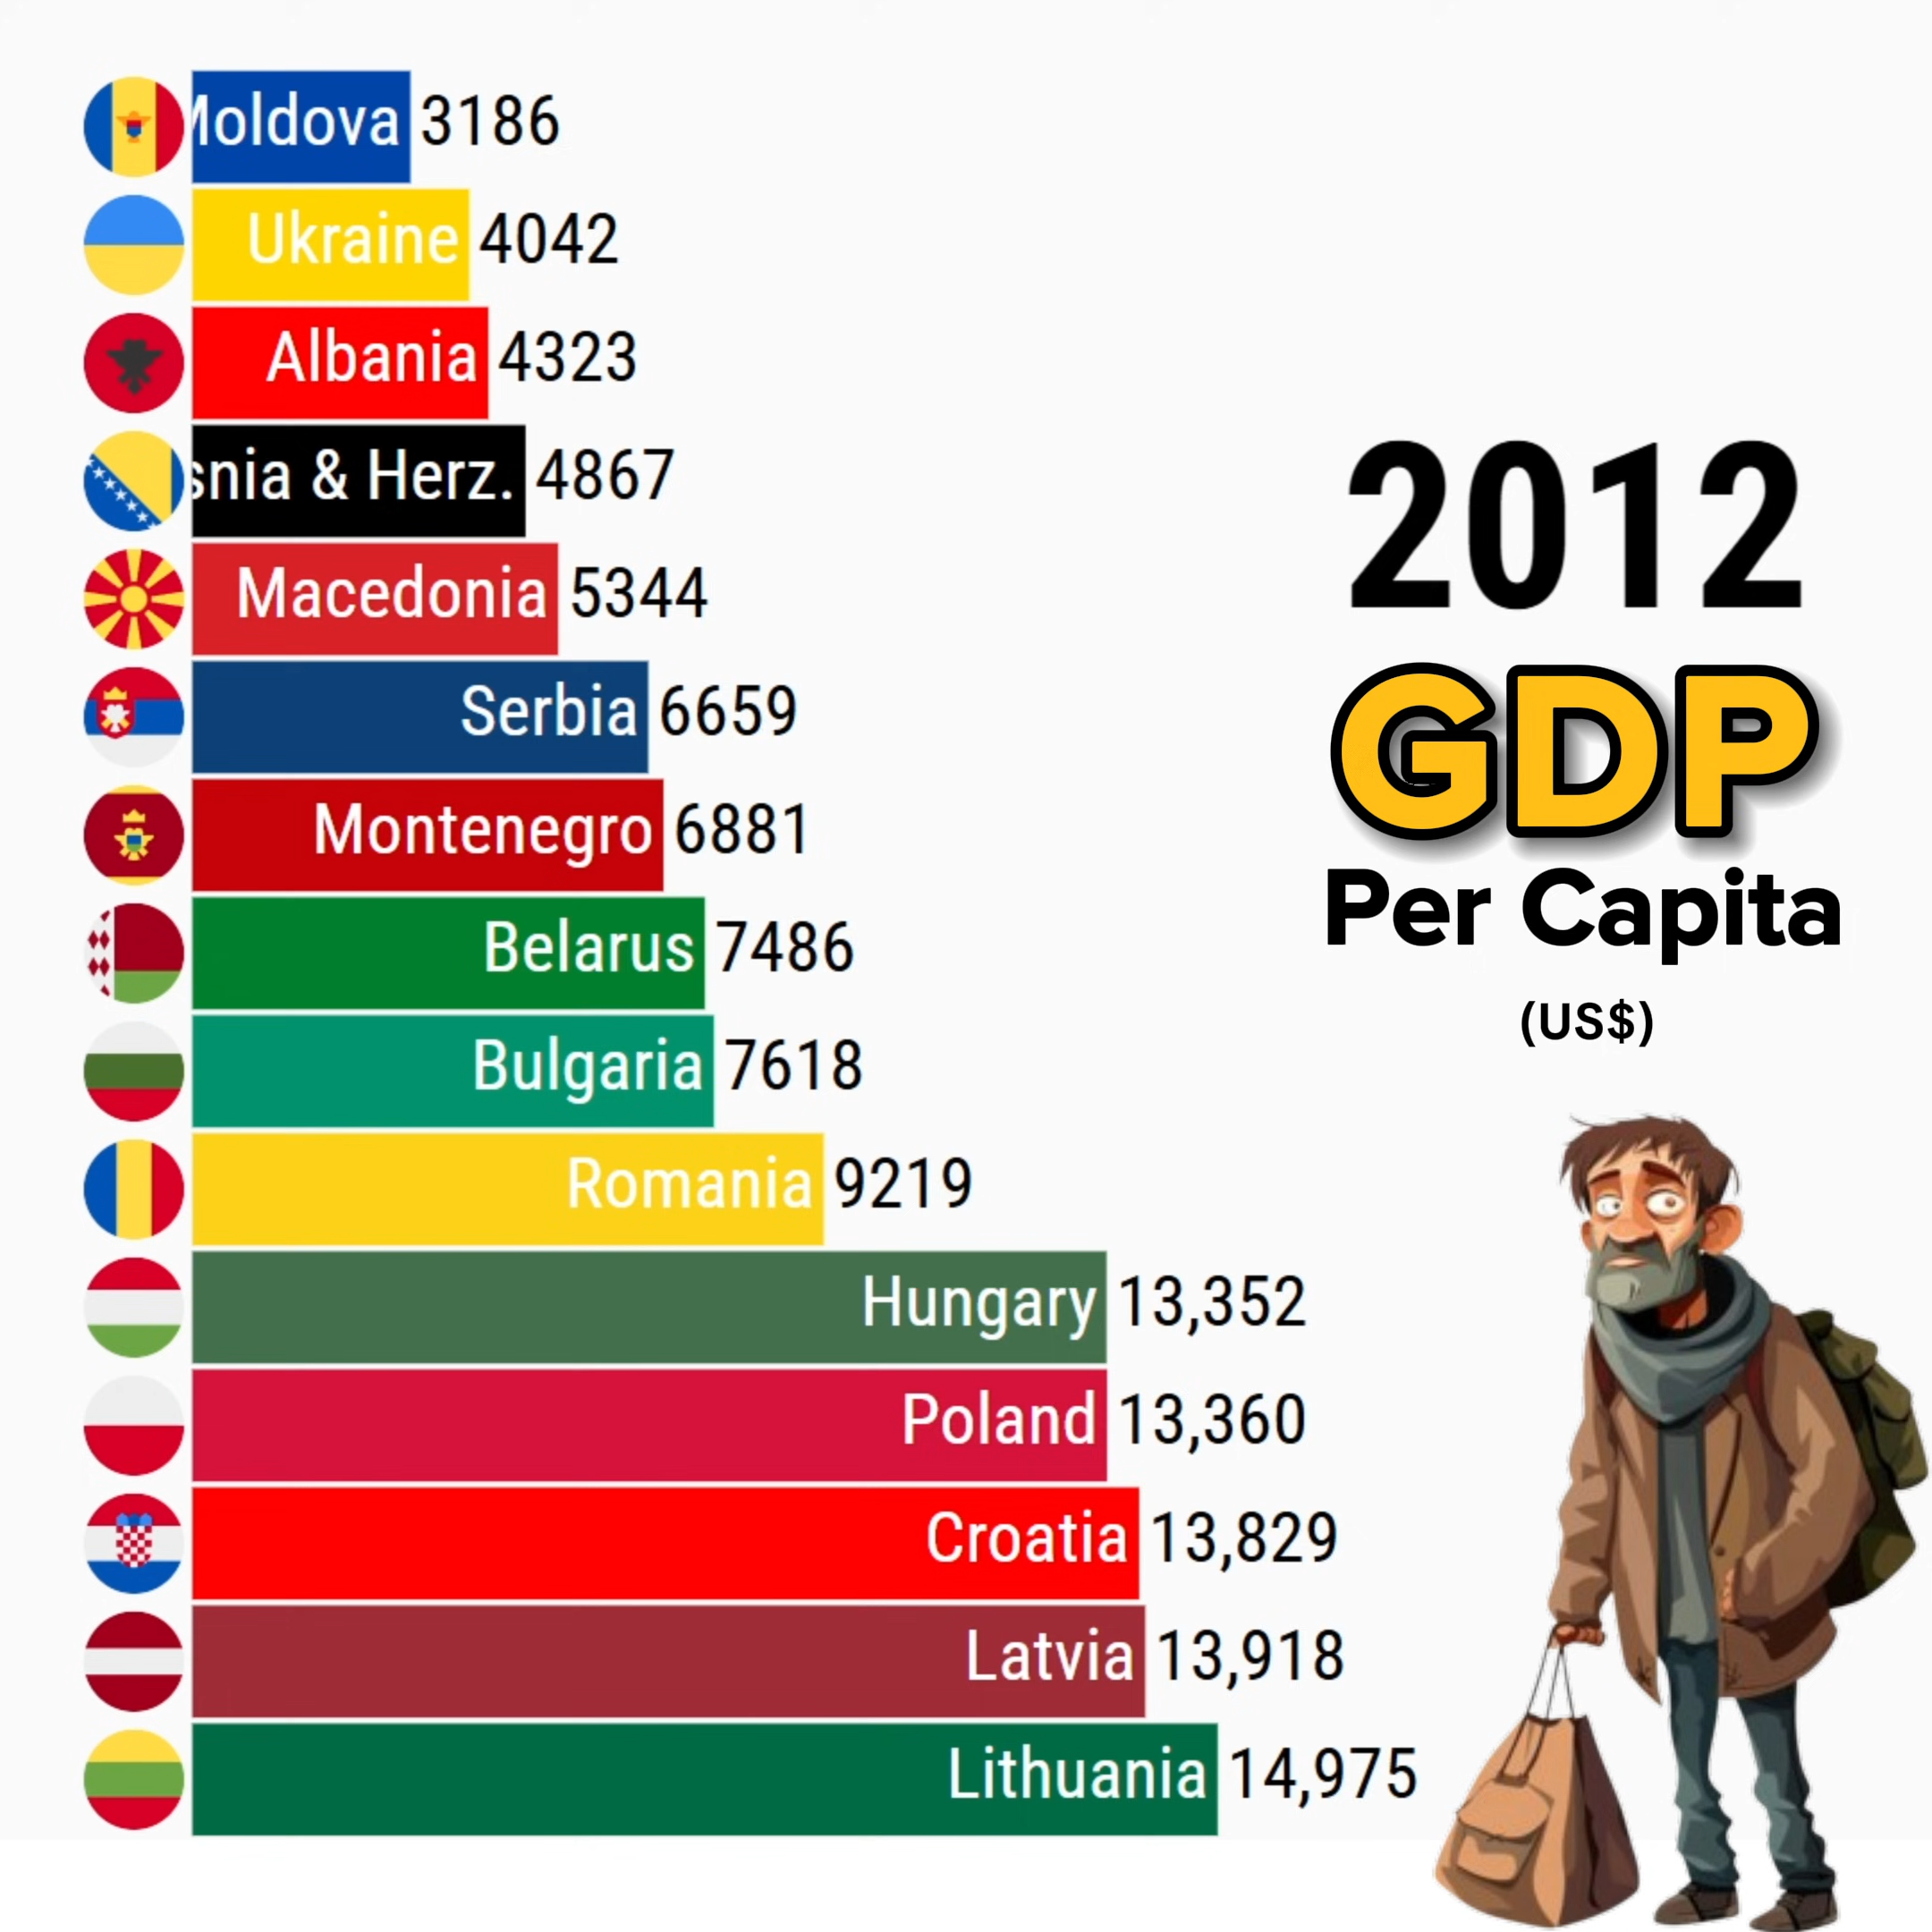 Moldova 3186
Ukraine 4042
Albania 4323
snia & Herz. 4867
Macedonia 5344
Serbia 6659
Montenegro 6881
Belarus 7486
Bulgaria 7618
Romania 9219
Hungary 13,352
Poland 13,360
Croatia 13,829
Latvia 13,918
Lithuania 14,975
2012
GDP
Per Capita
(US$)